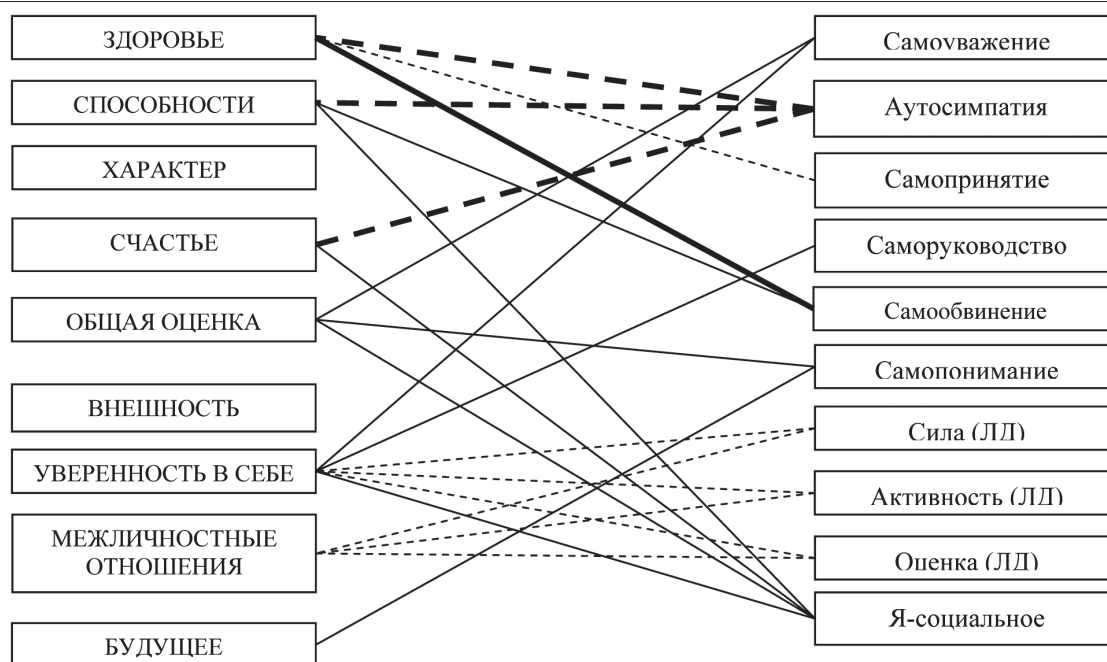 ЗДОРОВЬЕ
СПОСОБНОСТИ
ХАРАКТЕР
СЧАСТЬЕ
ОБЩАЯ ОЦЕНКА
ВНЕШНОСТЬ
УВЕРЕННОСТЬ В СЕБЕ
МЕЖЛИЧНОСТНЫЕ
ОТНОШЕНИЯ
БУДУЩЕЕ
Самоуважение
Аутосимпатия
Самопринятие
Саморуководство
Самообвинение
Самопонимание
Сила (ЛД)
Активность (ЛД)
Оценка (ЛД)
Я-социальное